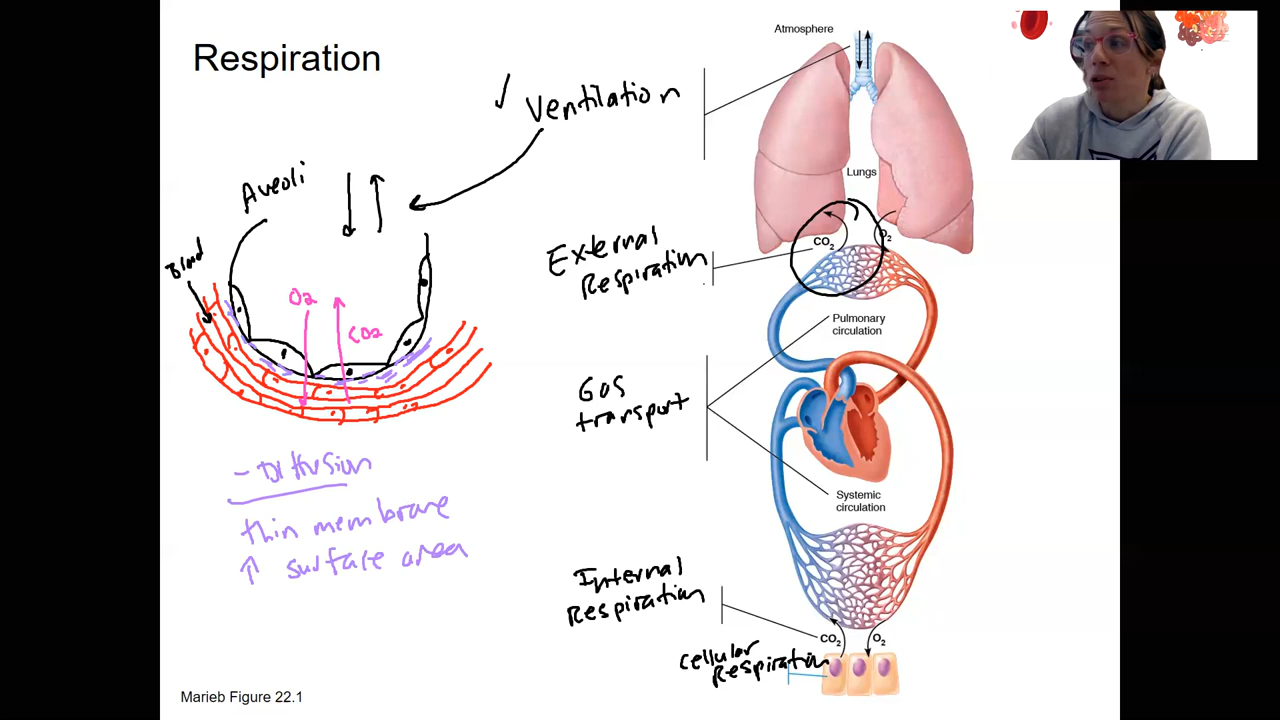 Respiration
Atmosphere
✓ Ventilation
Aveoli
Lungs
Blood
CO2
O2
External
Respiration
O2
CO2
Pulmonary
circulation
Gas
transport
- Diffusion
thin membrane
↑ surface area
Systemic
circulation
Internal
Respiration
CO2
O2
Cellular
Respiration
Marieb Figure 22.1